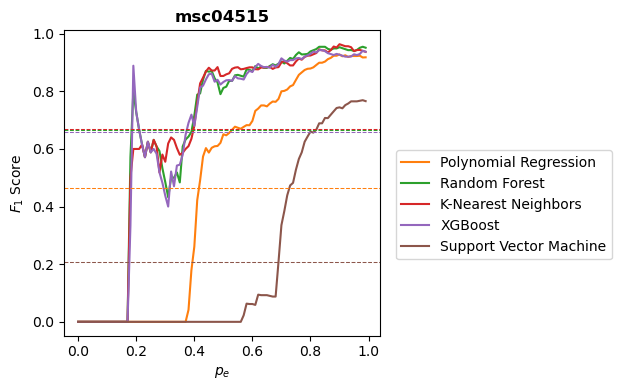 msc04515
F1 Score
1.0
0.8
0.6
0.4
0.2
0.0
0.0 0.2 0.4 0.6 0.8 1.0
pe
Polynomial Regression
Random Forest
K-Nearest Neighbors
XGBoost
Support Vector Machine